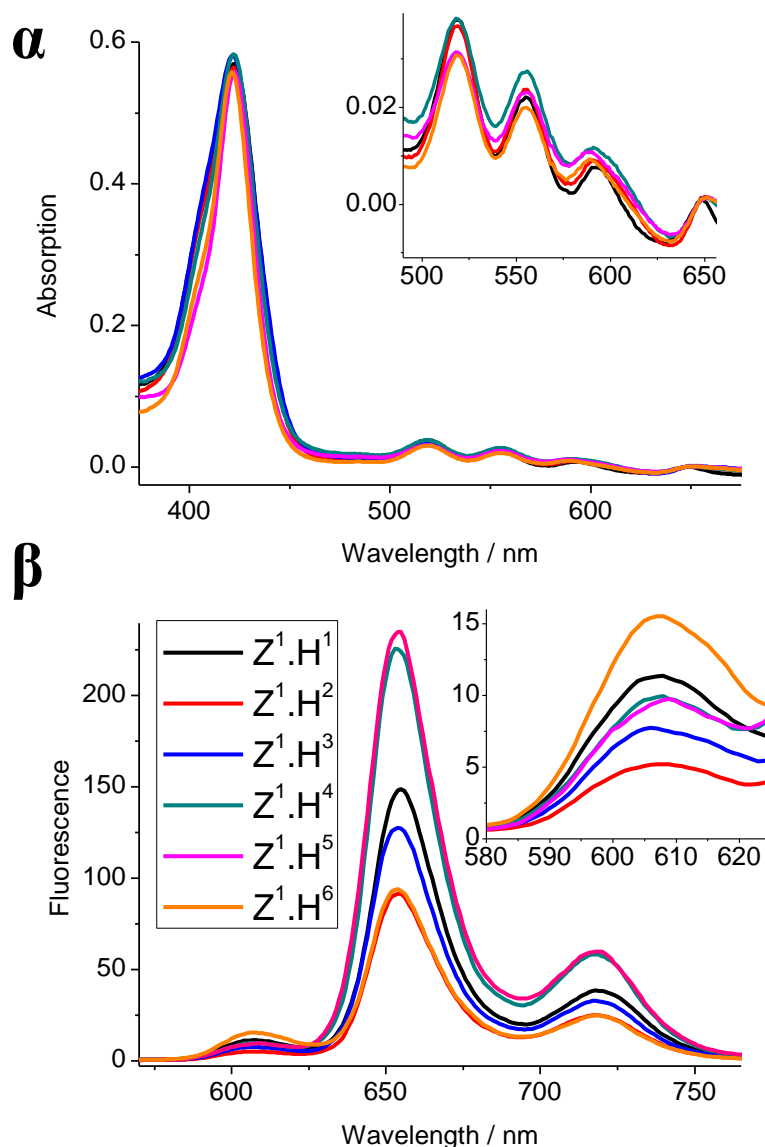 α
Absorption
0.6
0.4
0.2
0.0
400
500
600
Wavelength / nm
0.02
0.00
500
550
600
650
β
Fluorescence
200
150
100
50
0
600
650
700
750
Wavelength / nm
Z¹.H¹
Z¹.H²
Z¹.H³
Z¹.H⁴
Z¹.H⁵
Z¹.H⁶
15
10
5
0
580
590
600
610
620